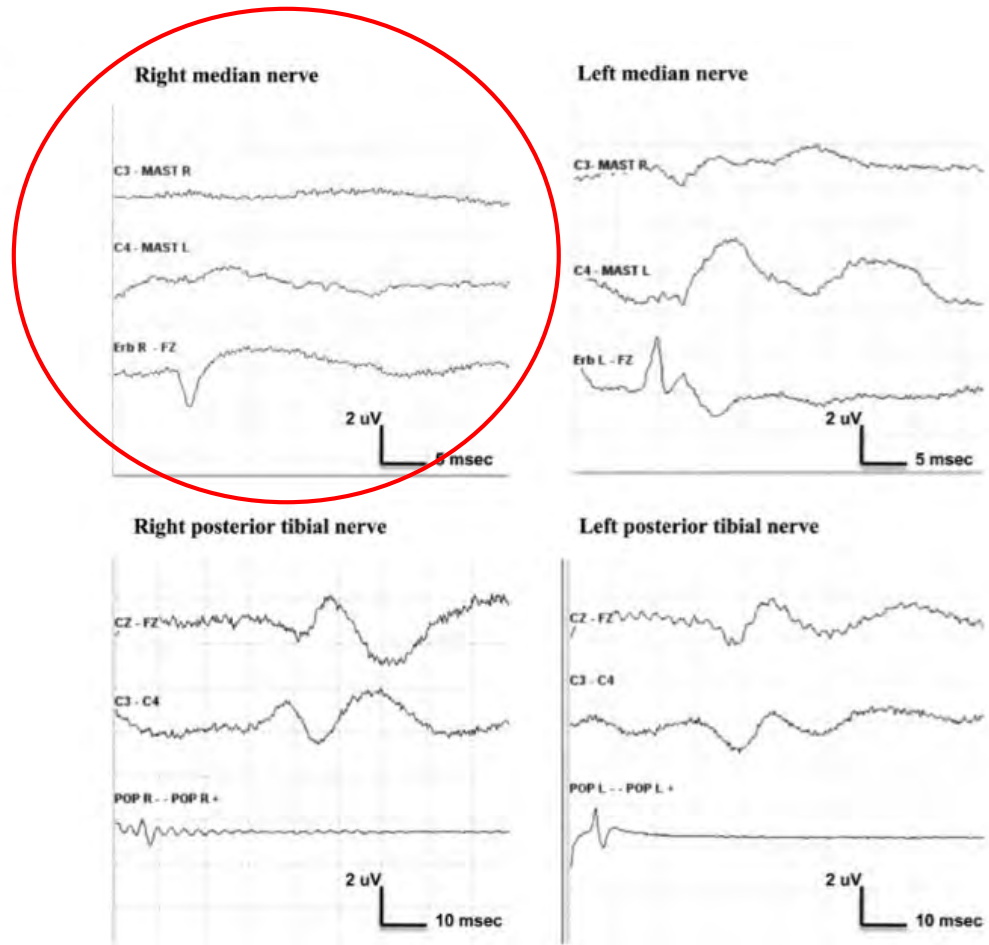 Right median nerve
C3 - MAST R
C4 - MAST L
Erb R - FZ
2 uV
5 msec
Left median nerve
C3- MAST R
C4 - MAST L
Erb L - FZ
2 uV
5 msec
Right posterior tibial nerve
CZ - FZ
C3 - C4
POP R - - POP R +
2 uV
10 msec
Left posterior tibial nerve
CZ - FZ
C3 - C4
POP L - - POP L +
2 uV
10 msec